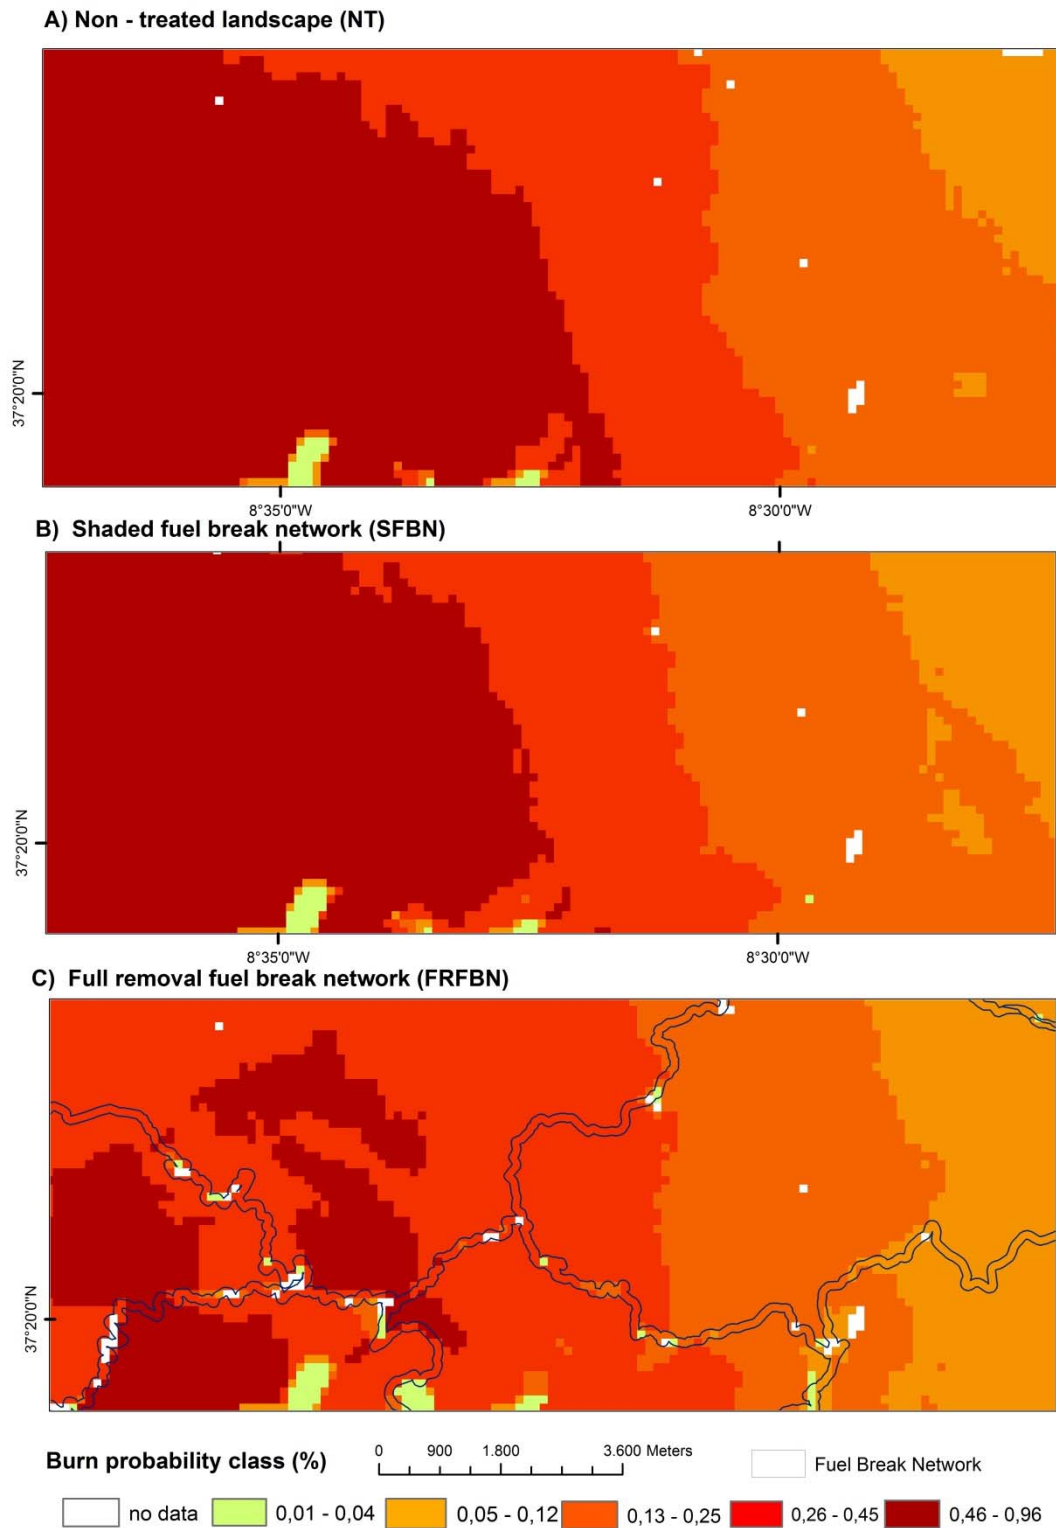 A) Non - treated landscape (NT)
37°20'0"N
8°35'0"W 8°30'0"W
B) Shaded fuel break network (SFBN)
37°20'0"N
8°35'0"W 8°30'0"W
C) Full removal fuel break network (FRFBN)
37°20'0"N
Burn probability class (%)
0 900 1.800 3.600 Meters
Fuel Break Network
no data 0,01 - 0,04 0,05 - 0,12 0,13 - 0,25 0,26 - 0,45 0,46 - 0,96